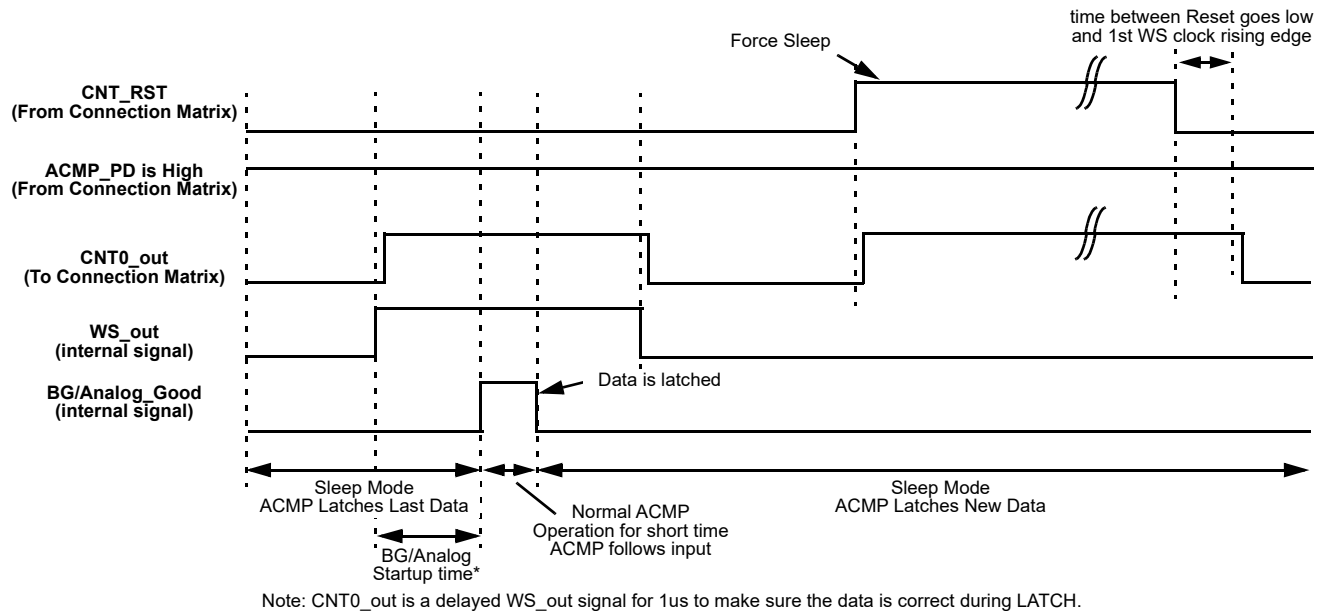 time between Reset goes low
and 1st WS clock rising edge
Force Sleep
CNT_RST
(From Connection Matrix)
ACMP_PD is High
(From Connection Matrix)
CNT0_out
(To Connection Matrix)
WS_out
(internal signal)
Data is latched
BG/Analog_Good
(internal signal)
Sleep Mode
ACMP Latches Last Data
Normal ACMP
Operation for short time
ACMP follows input
Sleep Mode
ACMP Latches New Data
BG/Analog
Startup time*
Note: CNT0_out is a delayed WS_out signal for 1us to make sure the data is correct during LATCH.